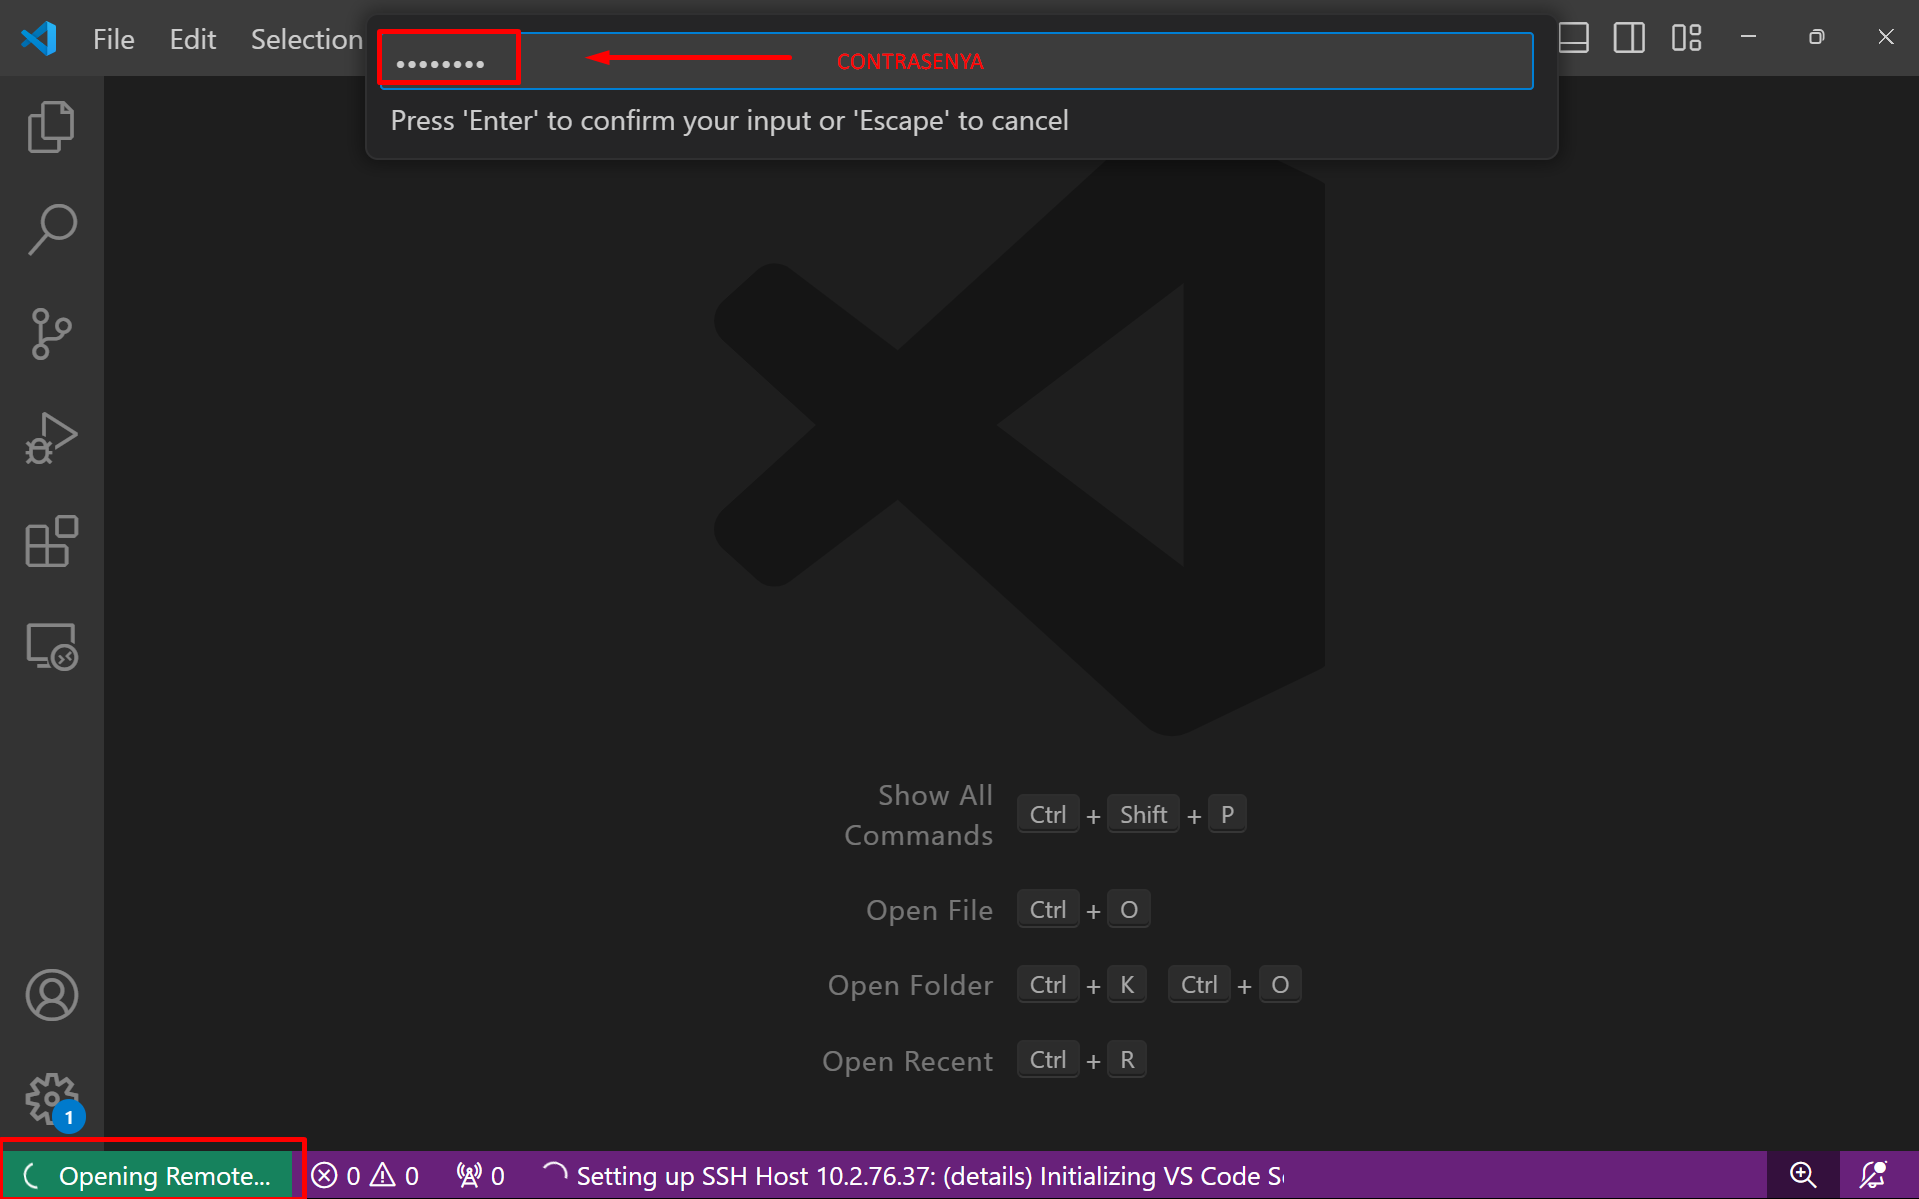 File Edit Selection
•••••••• CONTRASENYA
Press 'Enter' to confirm your input or 'Escape' to cancel
Show All
Commands Ctrl + Shift + P
Open File Ctrl + O
Open Folder Ctrl + K Ctrl + O
Open Recent Ctrl + R
1
Opening Remote... 0 0 0 Setting up SSH Host 10.2.76.37: (details) Initializing VS Code S